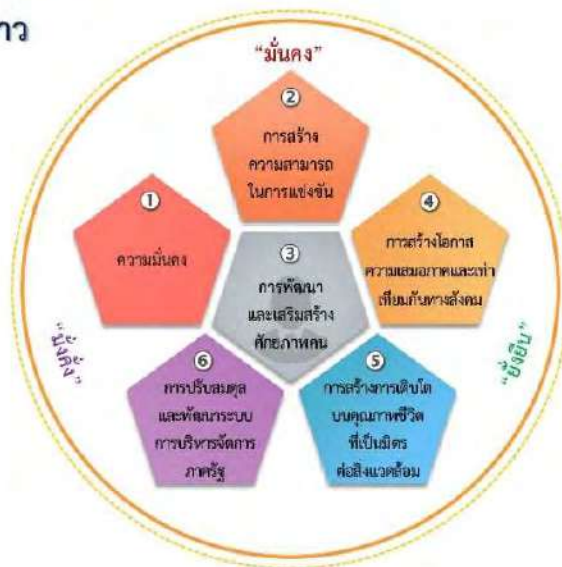 าว
“มั่นคง”
②
การสร้าง
ความสามารถ
ในการแข่งขัน
①
ความมั่นคง
④
การสร้างโอกาส
ความเสมอภาคและเท่า
เทียมกันทางสังคม
③
การพัฒนา
และเสริมสร้าง
ศักยภาพคน
“มั่งคั่ง”
“ยั่งยืน”
⑥
การปรับสมดุล
และพัฒนาระบบ
การบริหารจัดการ
ภาครัฐ
⑤
การสร้างการเติบโต
บนคุณภาพชีวิต
ที่เป็นมิตร
ต่อสิ่งแวดล้อม